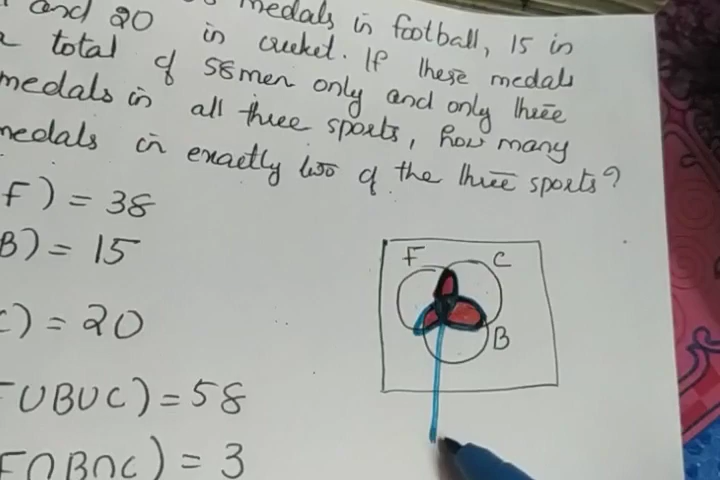 and 20 medals in football, 15 in
in cricket. If these medals
total of 58 men only and only three
medals in all three sports, how many
medals in exactly two of the three sports?
F) = 38
B) = 15
C) = 20
F∪B∪C) = 58
F∩B∩C) = 3
F C
B